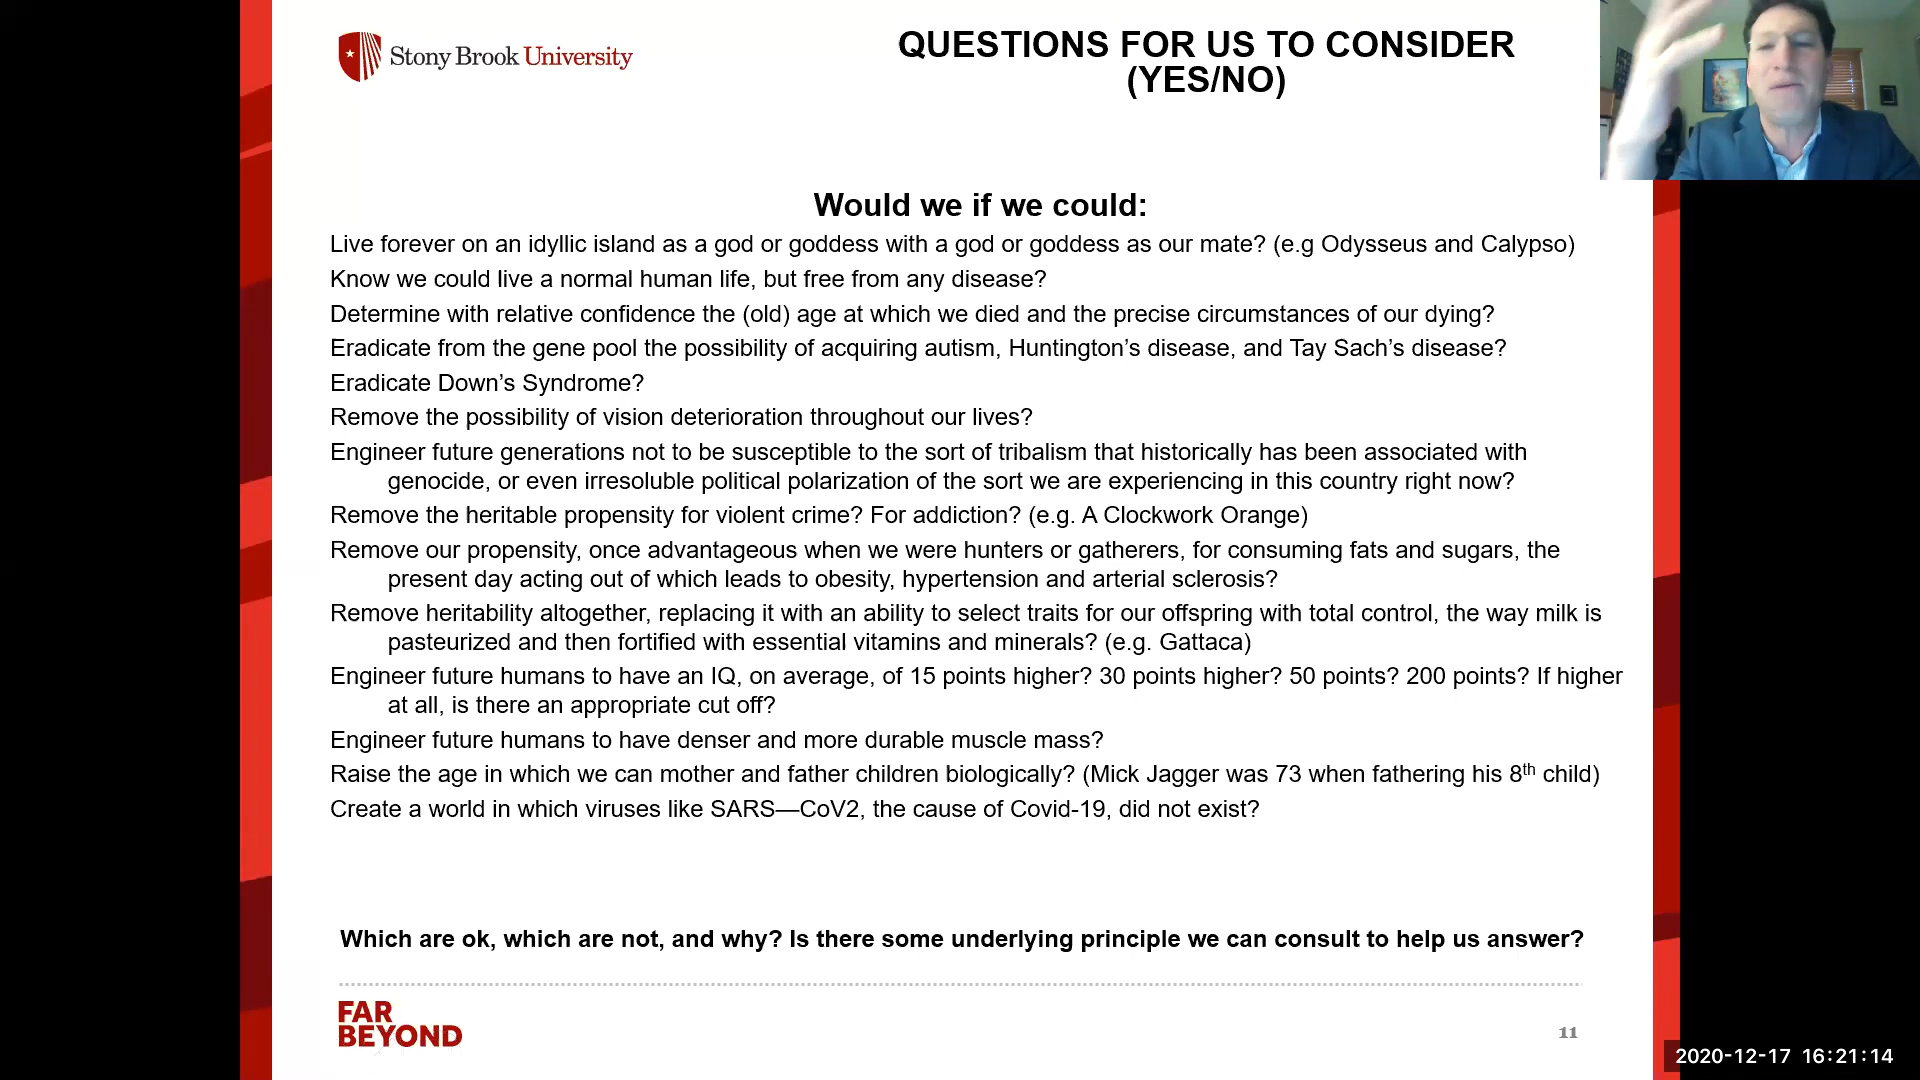 Stony Brook University
QUESTIONS FOR US TO CONSIDER
(YES/NO)
Would we if we could:
Live forever on an idyllic island as a god or goddess with a god or goddess as our mate? (e.g Odysseus and Calypso)
Know we could live a normal human life, but free from any disease?
Determine with relative confidence the (old) age at which we died and the precise circumstances of our dying?
Eradicate from the gene pool the possibility of acquiring autism, Huntington’s disease, and Tay Sach’s disease?
Eradicate Down’s Syndrome?
Remove the possibility of vision deterioration throughout our lives?
Engineer future generations not to be susceptible to the sort of tribalism that historically has been associated with
genocide, or even irresoluble political polarization of the sort we are experiencing in this country right now?
Remove the heritable propensity for violent crime? For addiction? (e.g. A Clockwork Orange)
Remove our propensity, once advantageous when we were hunters or gatherers, for consuming fats and sugars, the
present day acting out of which leads to obesity, hypertension and arterial sclerosis?
Remove heritability altogether, replacing it with an ability to select traits for our offspring with total control, the way milk is
pasteurized and then fortified with essential vitamins and minerals? (e.g. Gattaca)
Engineer future humans to have an IQ, on average, of 15 points higher? 30 points higher? 50 points? 200 points? If higher
at all, is there an appropriate cut off?
Engineer future humans to have denser and more durable muscle mass?
Raise the age in which we can mother and father children biologically? (Mick Jagger was 73 when fathering his 8th child)
Create a world in which viruses like SARS—CoV2, the cause of Covid-19, did not exist?
Which are ok, which are not, and why? Is there some underlying principle we can consult to help us answer?
FAR
BEYOND
11
2020-12-17 16:21:14